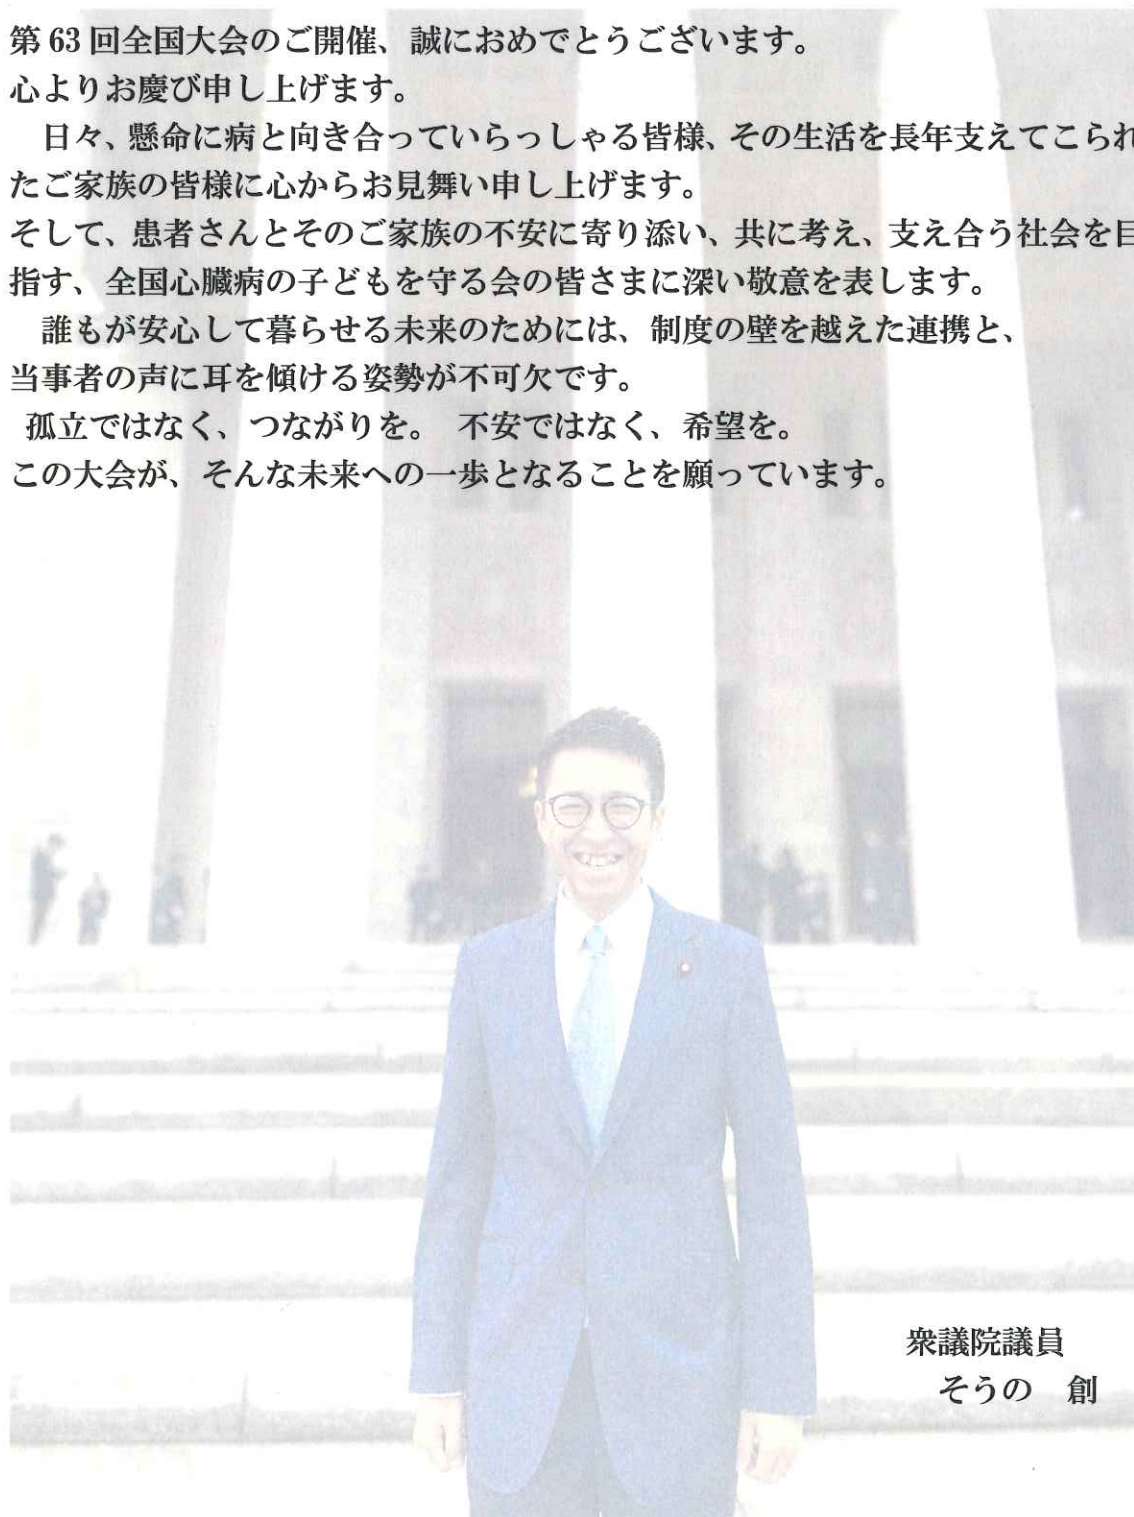 第 63 回全国大会のご開催、誠におめでとうございます。
心よりお慶び申し上げます。
日々、懸命に病と向き合っていらっしゃる皆様、その生活を長年支えてこられ
たご家族の皆様に心からお見舞い申し上げます。
そして、患者さんとそのご家族の不安に寄り添い、共に考え、支え合う社会を目
指す、全国心臓病の子どもを守る会の皆さまに深い敬意を表します。
誰もが安心して暮らせる未来のためには、制度の壁を越えた連携と、
当事者の声に耳を傾ける姿勢が不可欠です。
孤立ではなく、つながりを。 不安ではなく、希望を。
この大会が、そんな未来への一歩となることを願っています。
衆議院議員
そうの　創